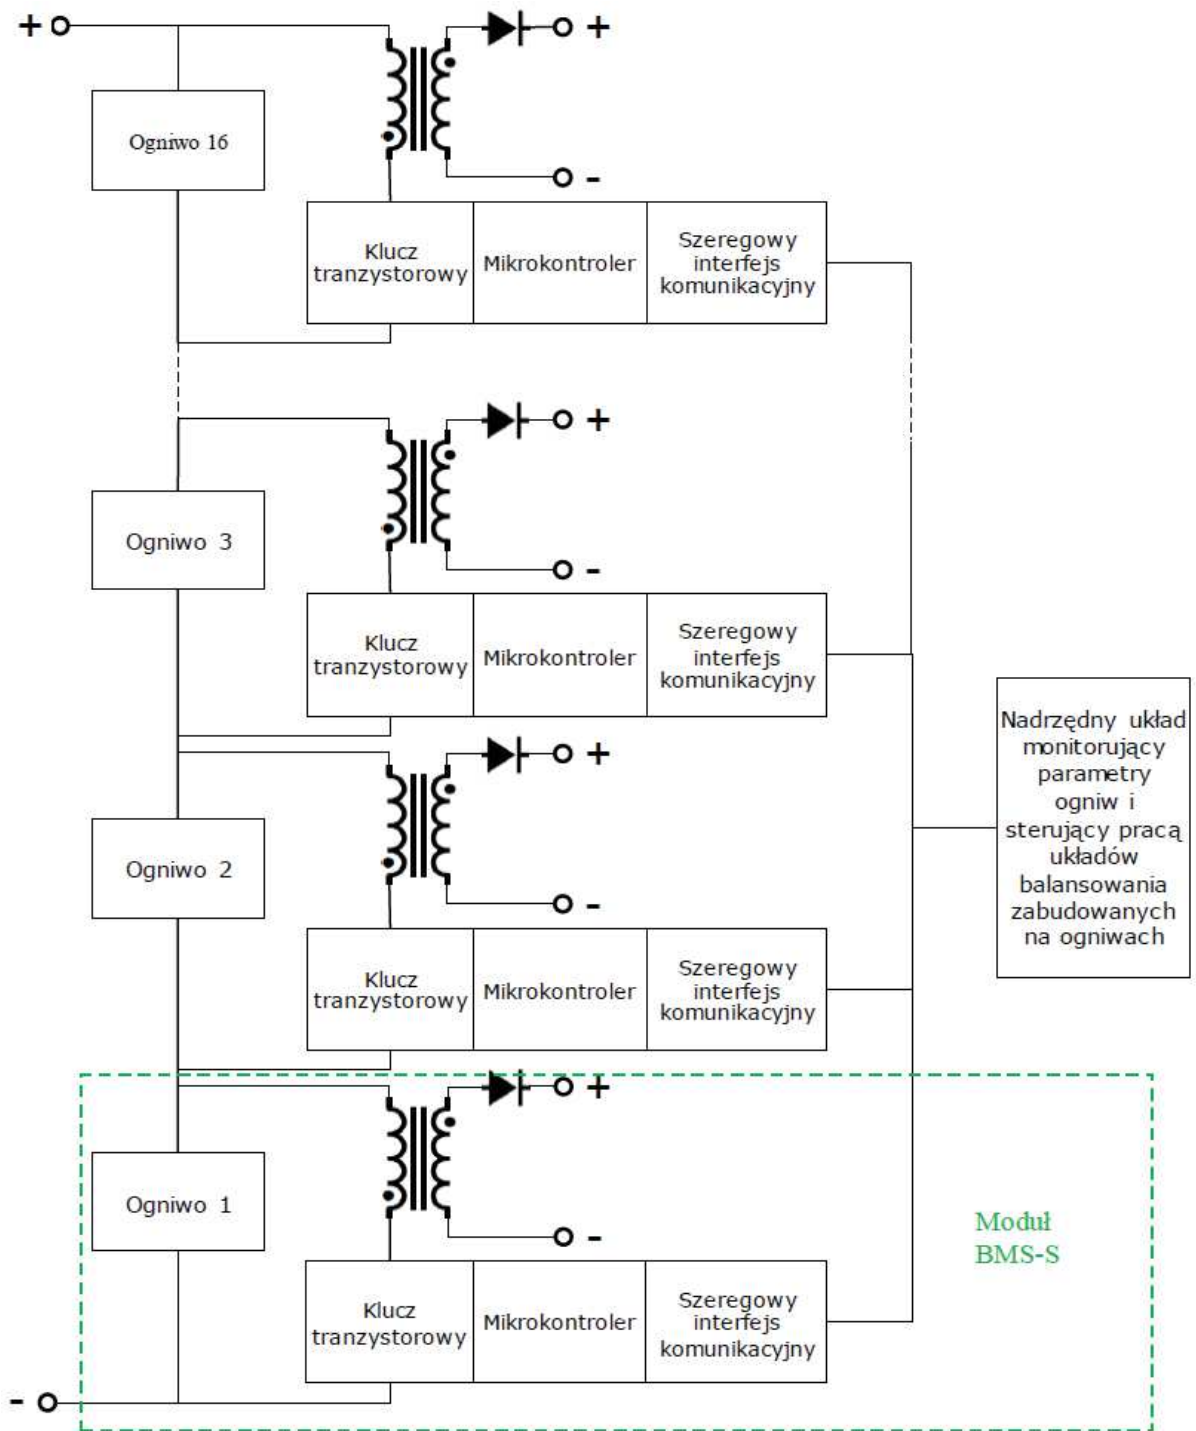 +
+
Ogniwo 16
-
Klucz
tranzystorowy
Mikrokontroler
Szeregowy
interfejs
komunikacyjny
+
Ogniwo 3
-
Klucz
tranzystorowy
Mikrokontroler
Szeregowy
interfejs
komunikacyjny
Nadrzędny układ
monitorujący
parametry
ogniw i
sterujący pracą
układów
balansowania
zabudowanych
na ogniwach
+
Ogniwo 2
-
Klucz
tranzystorowy
Mikrokontroler
Szeregowy
interfejs
komunikacyjny
+
Ogniwo 1
-
Moduł
BMS-S
Klucz
tranzystorowy
Mikrokontroler
Szeregowy
interfejs
komunikacyjny
-